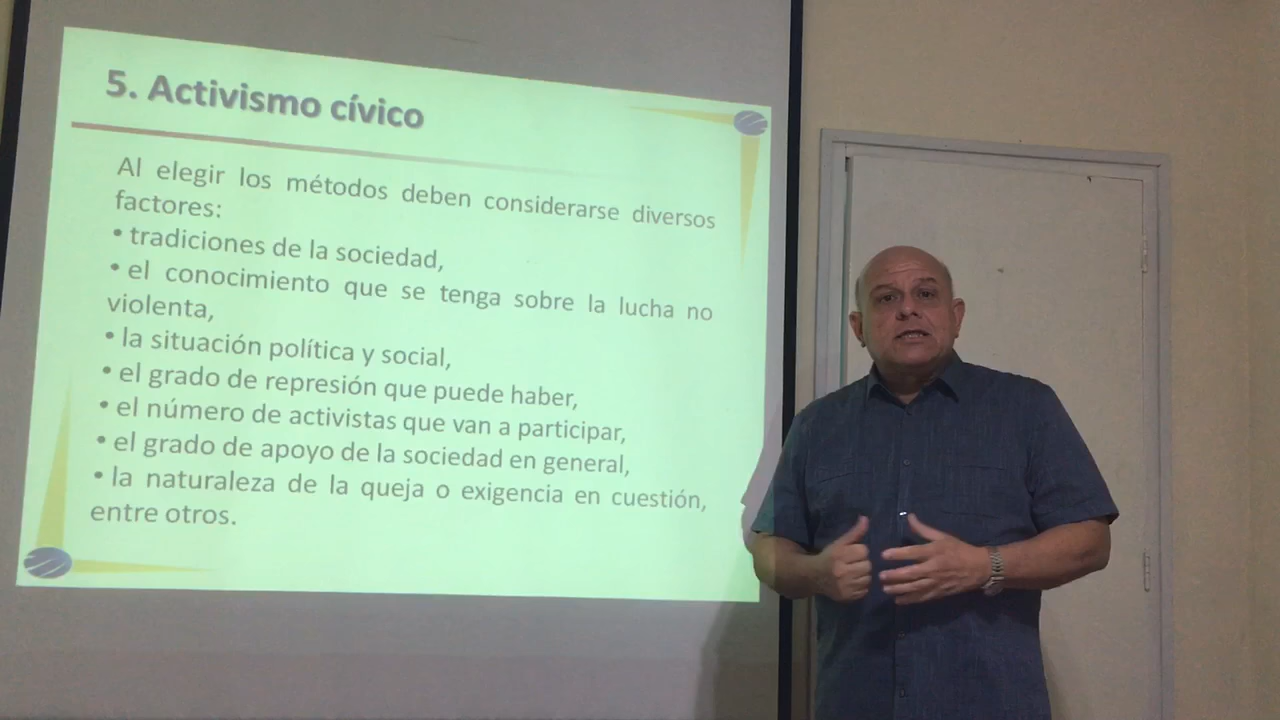 5. Activismo cívico
Al elegir los métodos deben considerarse diversos
factores:
• tradiciones de la sociedad,
• el conocimiento que se tenga sobre la lucha no
violenta,
• la situación política y social,
• el grado de represión que puede haber,
• el número de activistas que van a participar,
• el grado de apoyo de la sociedad en general,
• la naturaleza de la queja o exigencia en cuestión,
entre otros.